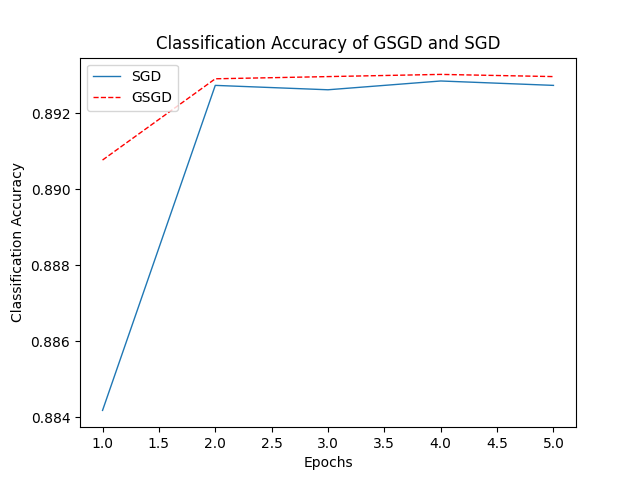 Classification Accuracy of GSGD and SGD
SGD
GSGD
Classification Accuracy
0.892
0.890
0.888
0.886
0.884
1.0 1.5 2.0 2.5 3.0 3.5 4.0 4.5 5.0
Epochs